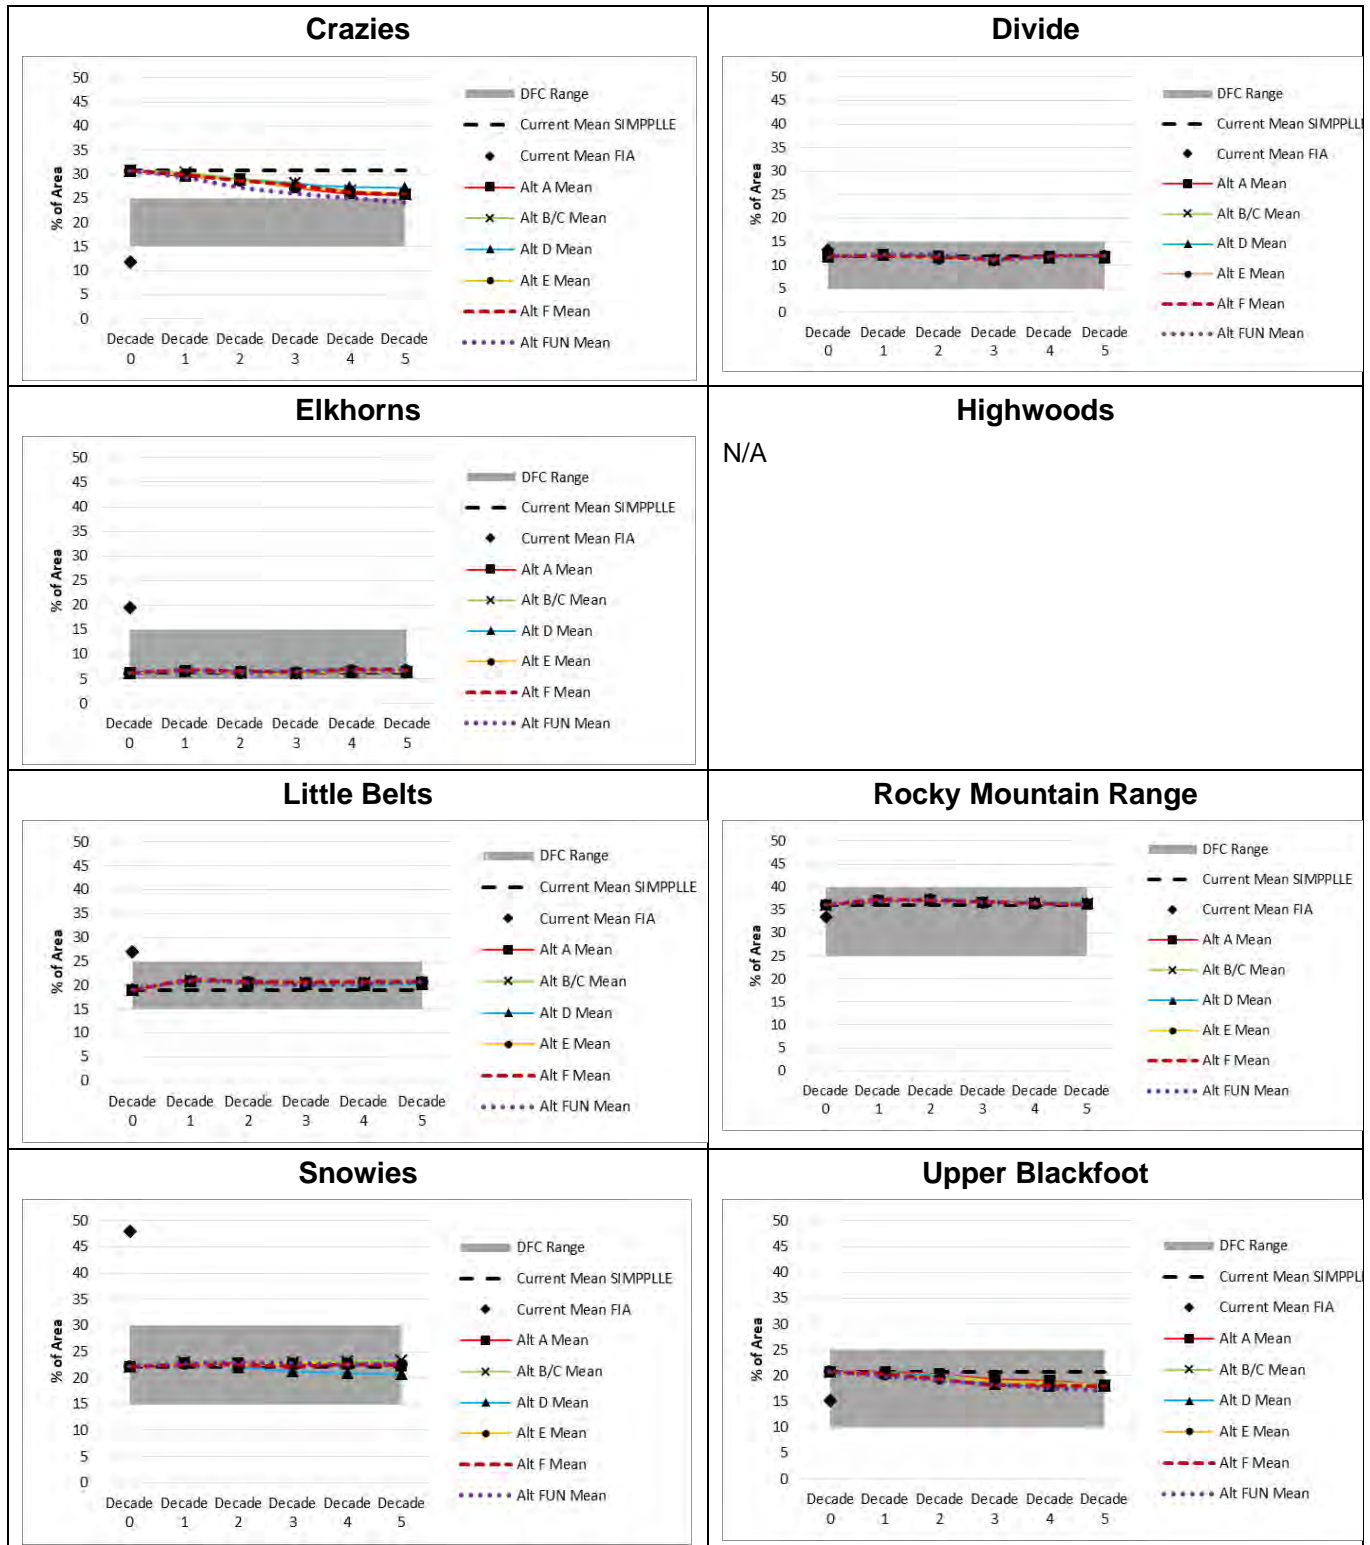 Crazies
50
45
40
35
30
25
20
15
10
5
0
% of Area
Decade 0
Decade 1
Decade 2
Decade 3
Decade 4
Decade 5
DFC Range
Current Mean SIMPPLLE
Current Mean FIA
Alt A Mean
Alt B/C Mean
Alt D Mean
Alt E Mean
Alt F Mean
Alt FUN Mean
Divide
50
45
40
35
30
25
20
15
10
5
0
% of Area
Decade 0
Decade 1
Decade 2
Decade 3
Decade 4
Decade 5
DFC Range
Current Mean SIMPPLLE
Current Mean FIA
Alt A Mean
Alt B/C Mean
Alt D Mean
Alt E Mean
Alt F Mean
Alt FUN Mean
Elkhorns
50
45
40
35
30
25
20
15
10
5
0
% of Area
Decade 0
Decade 1
Decade 2
Decade 3
Decade 4
Decade 5
DFC Range
Current Mean SIMPPLLE
Current Mean FIA
Alt A Mean
Alt B/C Mean
Alt D Mean
Alt E Mean
Alt F Mean
Alt FUN Mean
Highwoods
N/A
Little Belts
50
45
40
35
30
25
20
15
10
5
0
% of Area
Decade 0
Decade 1
Decade 2
Decade 3
Decade 4
Decade 5
DFC Range
Current Mean SIMPPLLE
Current Mean FIA
Alt A Mean
Alt B/C Mean
Alt D Mean
Alt E Mean
Alt F Mean
Alt FUN Mean
Rocky Mountain Range
50
45
40
35
30
25
20
15
10
5
0
% of Area
Decade 0
Decade 1
Decade 2
Decade 3
Decade 4
Decade 5
DFC Range
Current Mean SIMPPLLE
Current Mean FIA
Alt A Mean
Alt B/C Mean
Alt D Mean
Alt E Mean
Alt F Mean
Alt FUN Mean
Snowies
50
45
40
35
30
25
20
15
10
5
0
% of Area
Decade 0
Decade 1
Decade 2
Decade 3
Decade 4
Decade 5
DFC Range
Current Mean SIMPPLLE
Current Mean FIA
Alt A Mean
Alt B/C Mean
Alt D Mean
Alt E Mean
Alt F Mean
Alt FUN Mean
Upper Blackfoot
50
45
40
35
30
25
20
15
10
5
0
% of Area
Decade 0
Decade 1
Decade 2
Decade 3
Decade 4
Decade 5
DFC Range
Current Mean SIMPPLL
Current Mean FIA
Alt A Mean
Alt B/C Mean
Alt D Mean
Alt E Mean
Alt F Mean
Alt FUN Mean